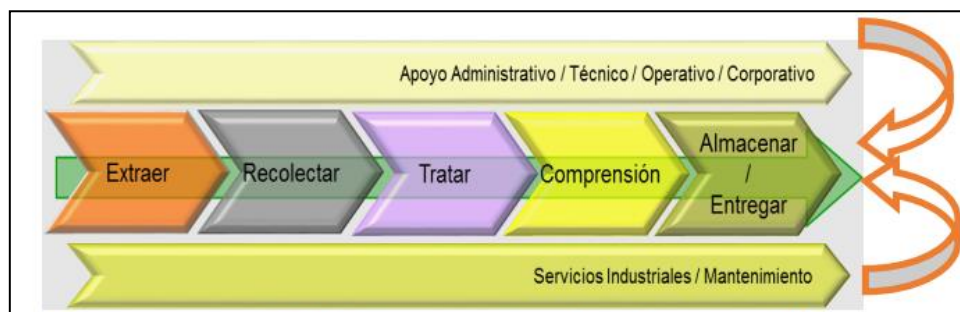 Apoyo Administrativo / Técnico / Operativo / Corporativo
Extraer
Recolectar
Tratar
Comprensión
Almacenar
/
Entregar
Servicios Industriales / Mantenimiento